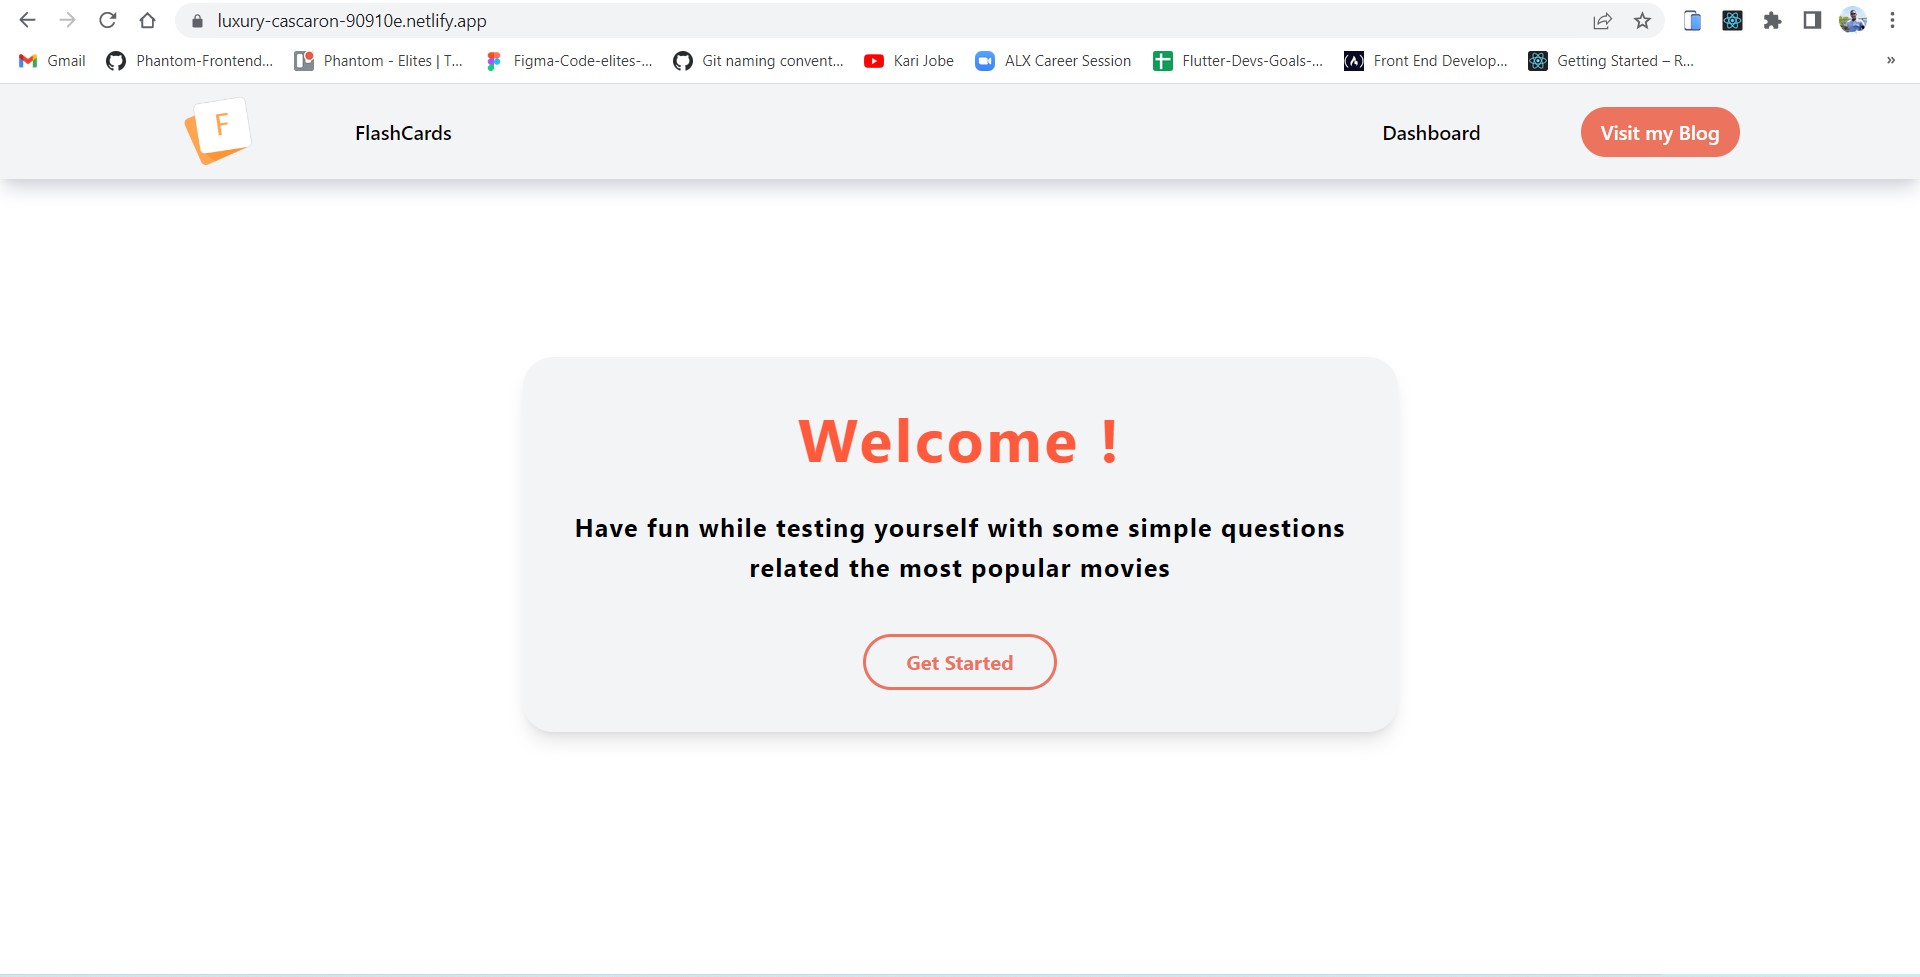 luxury-cascaron-90910e.netlify.app
Gmail Phantom-Frontend... Phantom - Elites | T... Figma-Code-elites-... Git naming convent... Kari Jobe ALX Career Session Flutter-Devs-Goals-... Front End Develop... Getting Started – R... »
F FlashCards Dashboard Visit my Blog
Welcome !
Have fun while testing yourself with some simple questions
related the most popular movies
Get Started